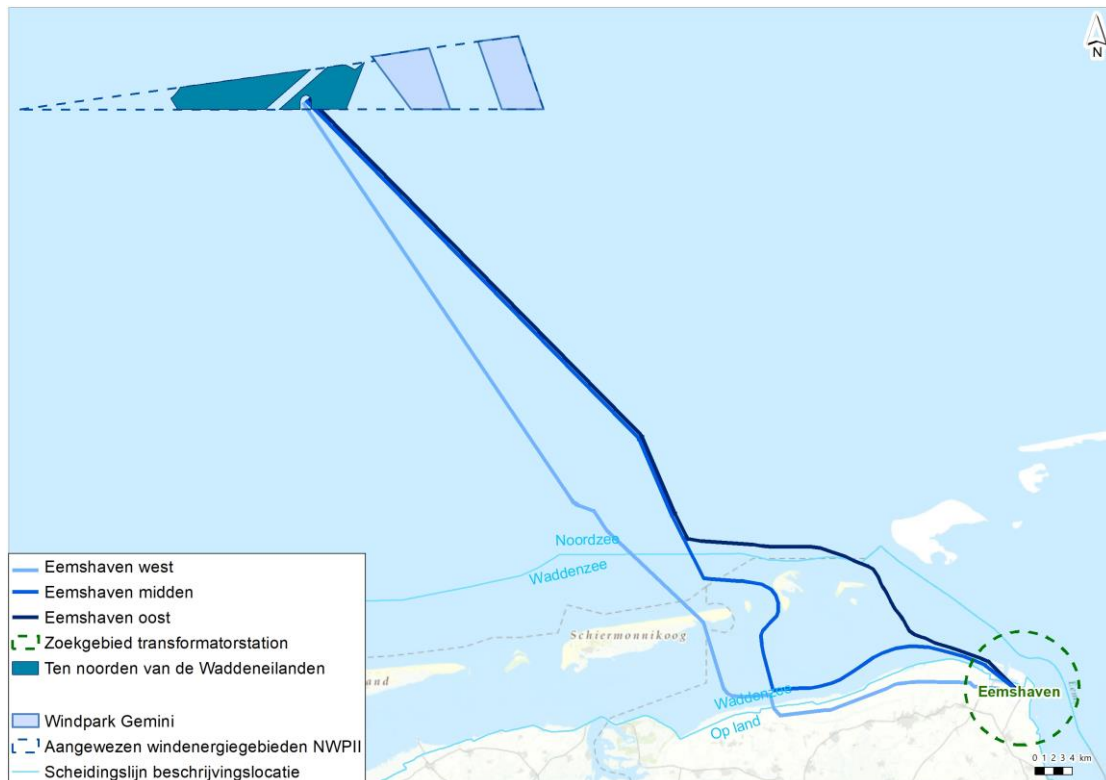 N
Noordzee
Waddenzee
Schiermonnikoog
and
Waddenzee
Op land
Eemshaven
0 1 2 3 4 km
Eemshaven west
Eemshaven midden
Eemshaven oost
Zoekgebied transformatorstation
Ten noorden van de Waddeneilanden
Windpark Gemini
Aangewezen windenergiegebieden NWPII
Scheidingslijn beschrijvingslocatie